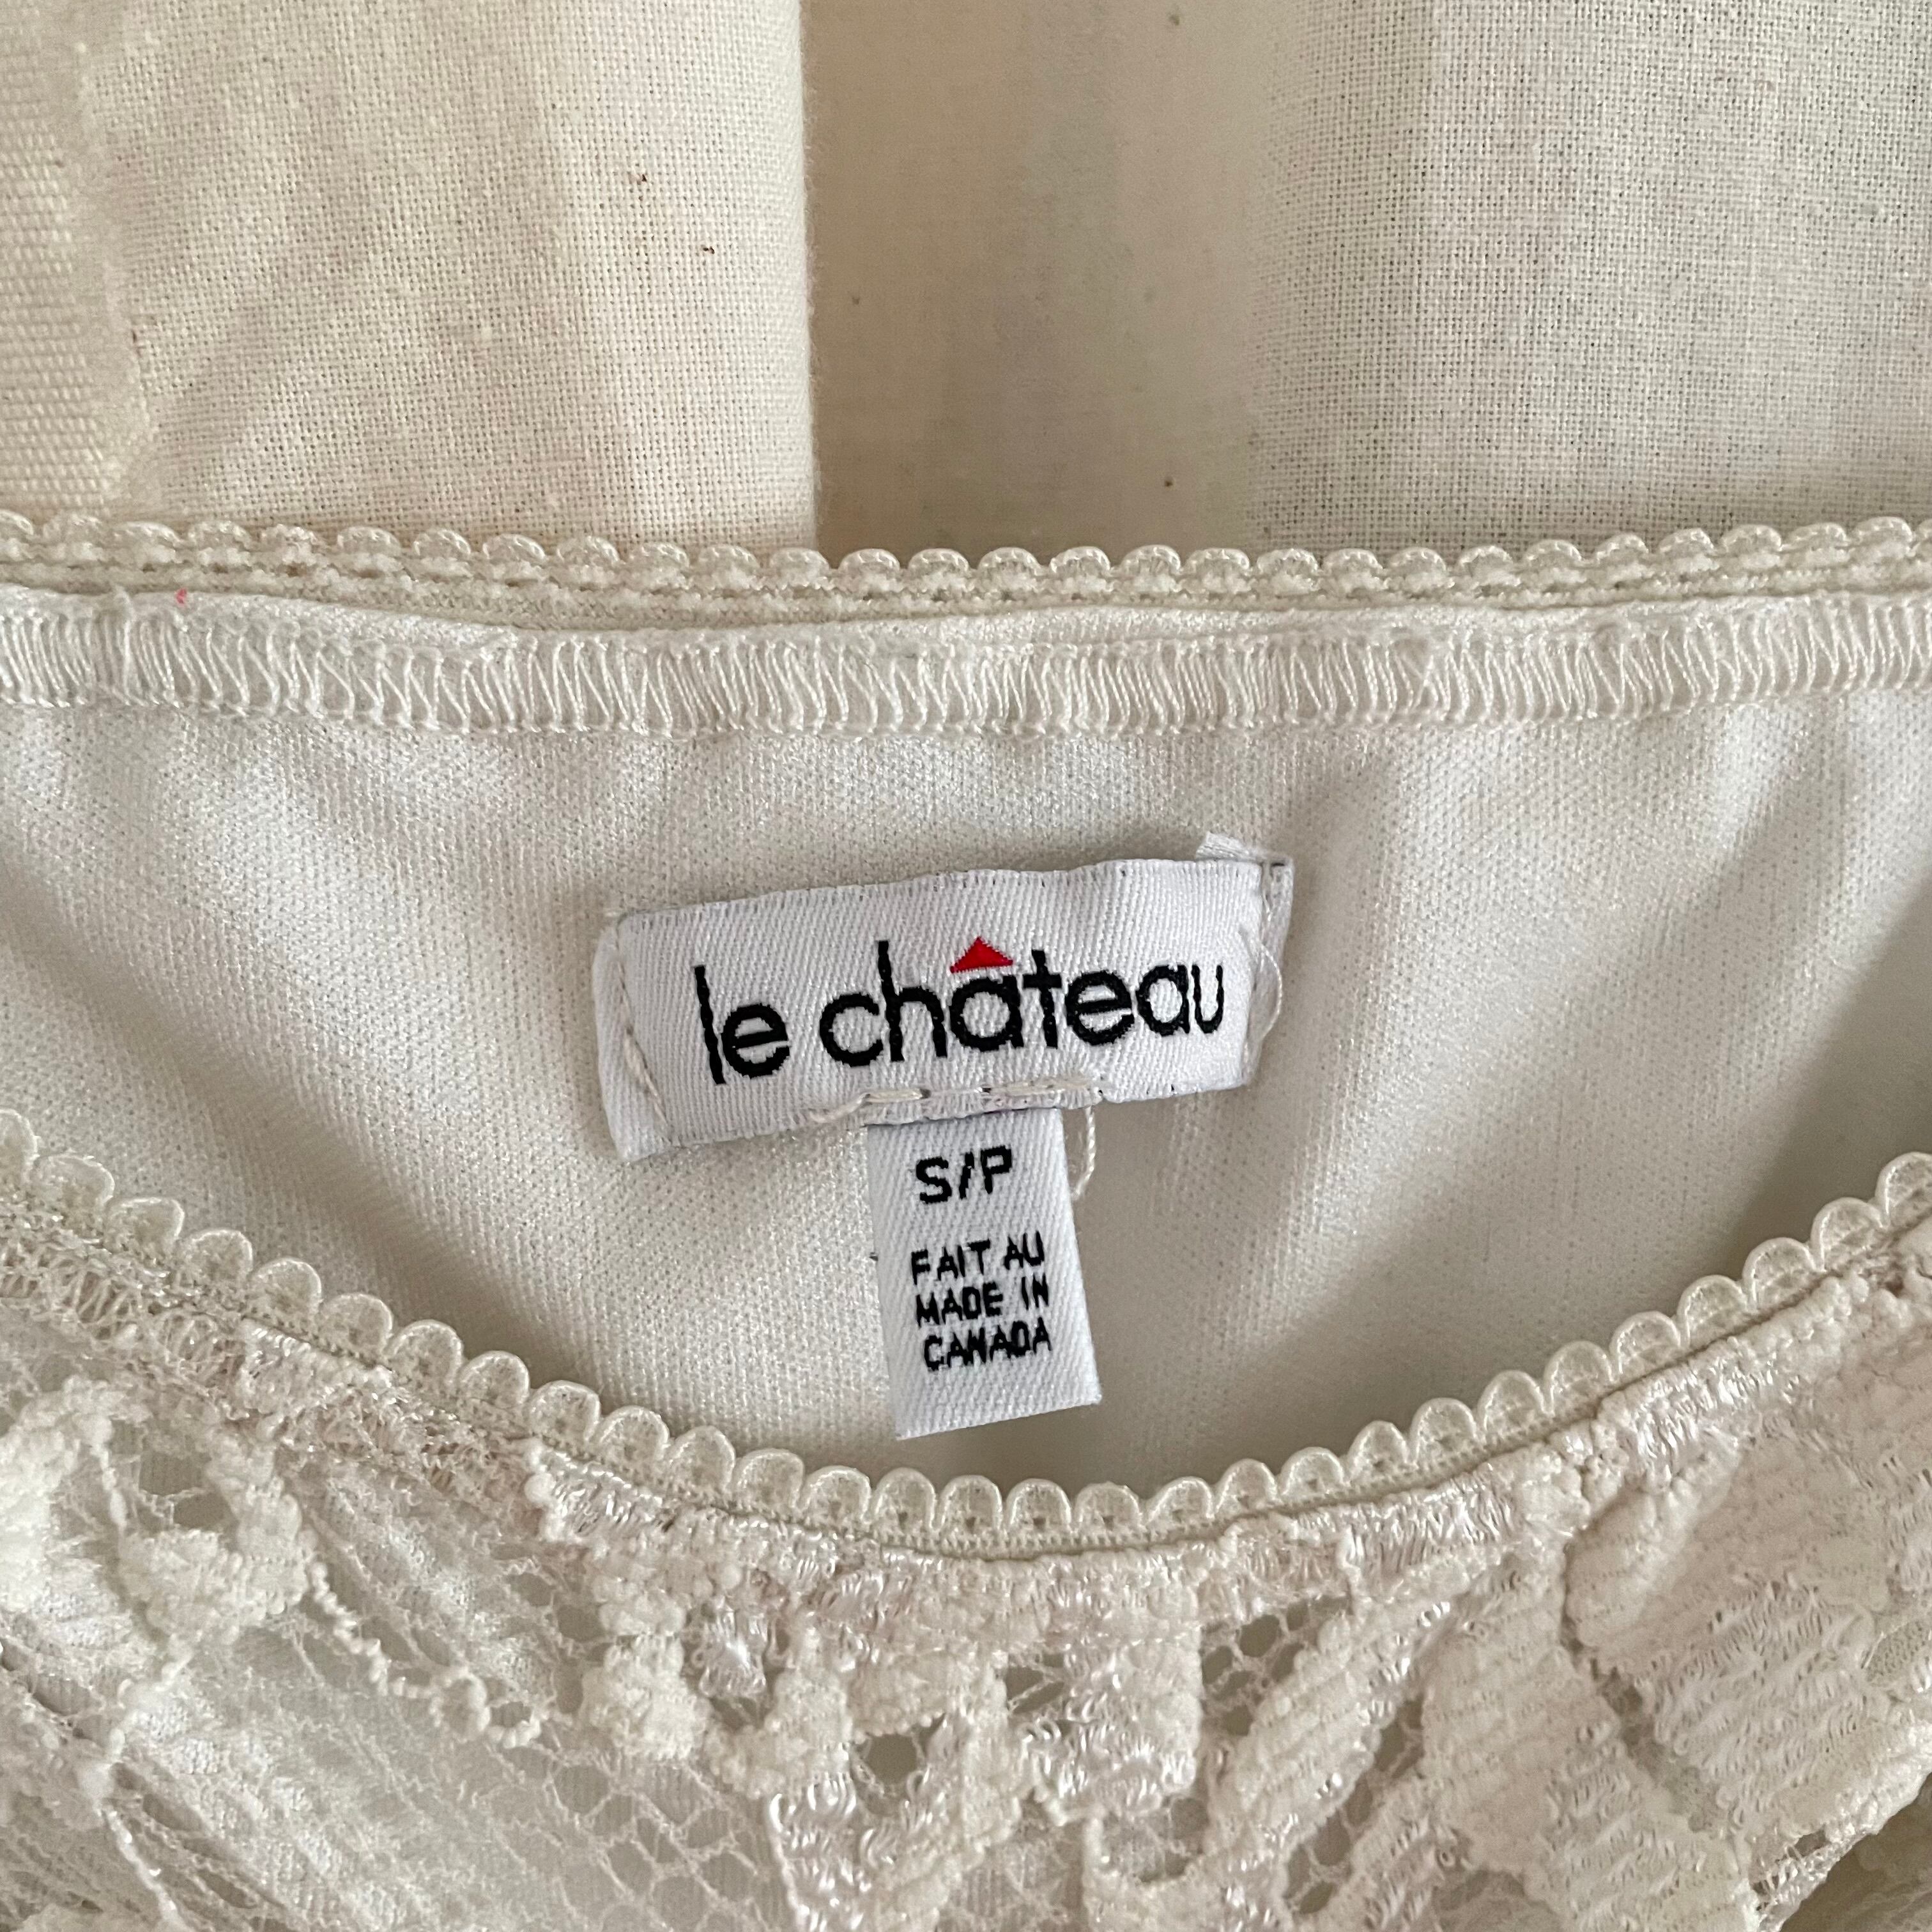 le château
S/P
FAIT AU
MADE IN
CANADA